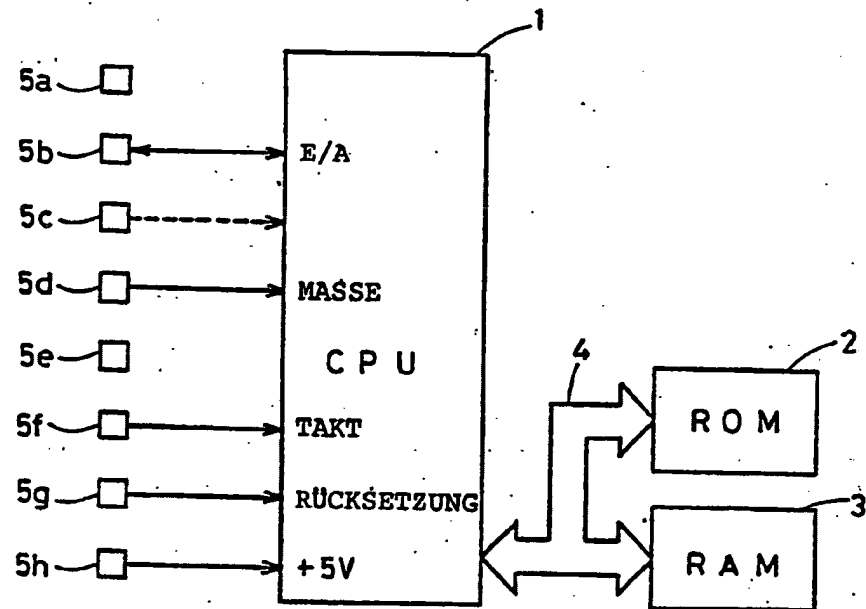 1
5a
5b E/A
5c
5d MASSE
5e CPU 4 2
5f TAKT ROM
5g RÜCKSETZUNG 3
5h +5V RAM